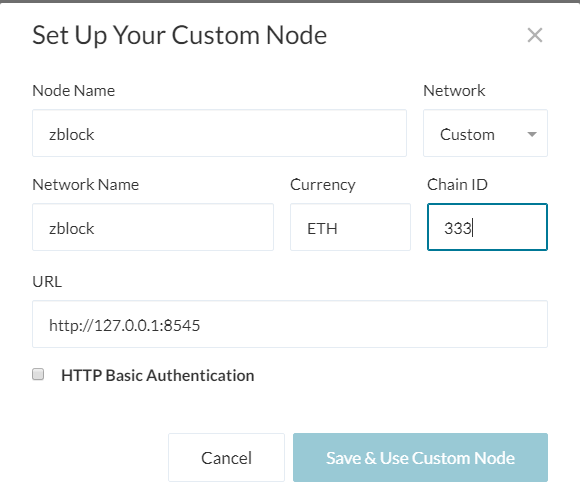 Set Up Your Custom Node
Node Name Network
zblock Custom
Network Name Currency Chain ID
zblock ETH 333
URL
http://127.0.0.1:8545
HTTP Basic Authentication
Cancel Save & Use Custom Node